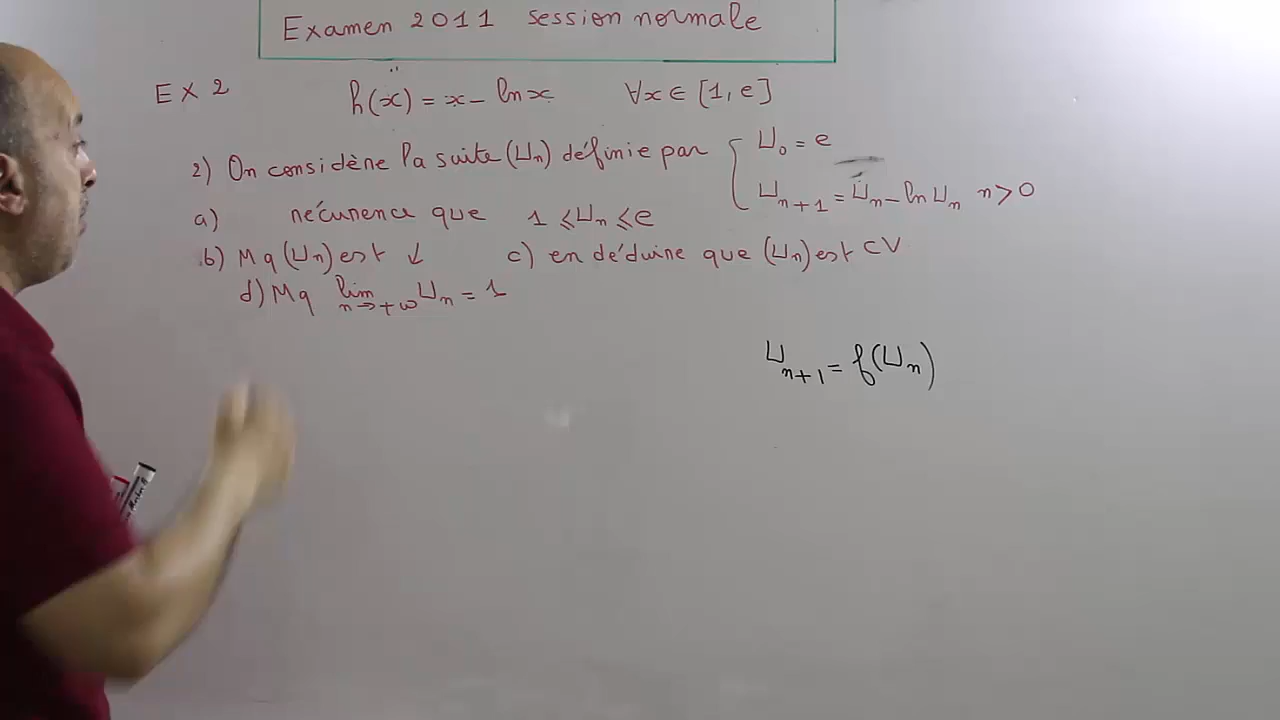 Examen 2011 session normale
EX 2 h(x) = x - ln x ∀x ∈ [1, e]
2) On considère la suite (Un) définie par { U0 = e
Un+1 = Un - ln Un n > 0
a) récurence que 1 ⩽ Un ⩽ e
b) Mq (Un) est ↓ c) en déduire que (Un) est CV
d) Mq lim n→+∞ Un = 1
Un+1 = f(Un)